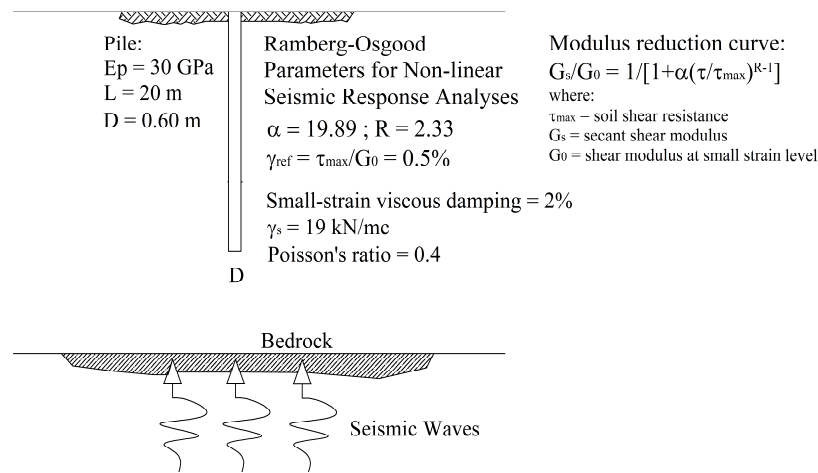 Pile:
Ep = 30 GPa
L = 20 m
D = 0.60 m
Ramberg-Osgood
Parameters for Non-linear
Seismic Response Analyses
α = 19.89 ; R = 2.33
γref = τmax/G0 = 0.5%
Small-strain viscous damping = 2%
γs = 19 kN/mc
Poisson's ratio = 0.4
Modulus reduction curve:
Gs/G0 = 1/[1+α(τ/τmax)^R-1]
where:
τmax = soil shear resistance
Gs = secant shear modulus
G0 = shear modulus at small strain level
D
Bedrock
Seismic Waves